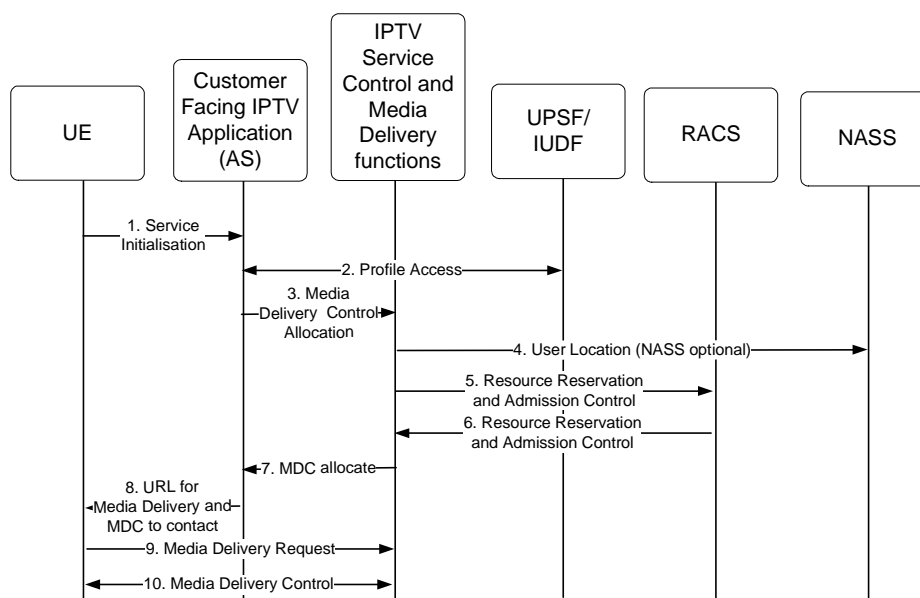 UE
Customer
Facing IPTV
Application
(AS)
IPTV
Service
Control and
Media
Delivery
functions
UPSF/
IUDF
RACS
NASS
1. Service
Initialisation
2. Profile Access
3. Media
Delivery Control
Allocation
4. User Location (NASS optional)
5. Resource Reservation
and Admission Control
6. Resource Reservation
and Admission Control
7. MDC allocate
8. URL for
Media Delivery and
MDC to contact
9. Media Delivery Request
10. Media Delivery Control